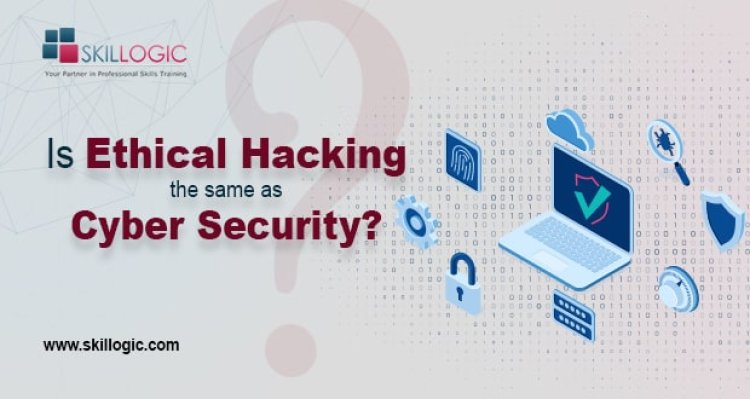 SKILLOGIC
Your Partner in Professional Skills Training
Is Ethical Hacking
the same as
Cyber Security?
www.skillogic.com